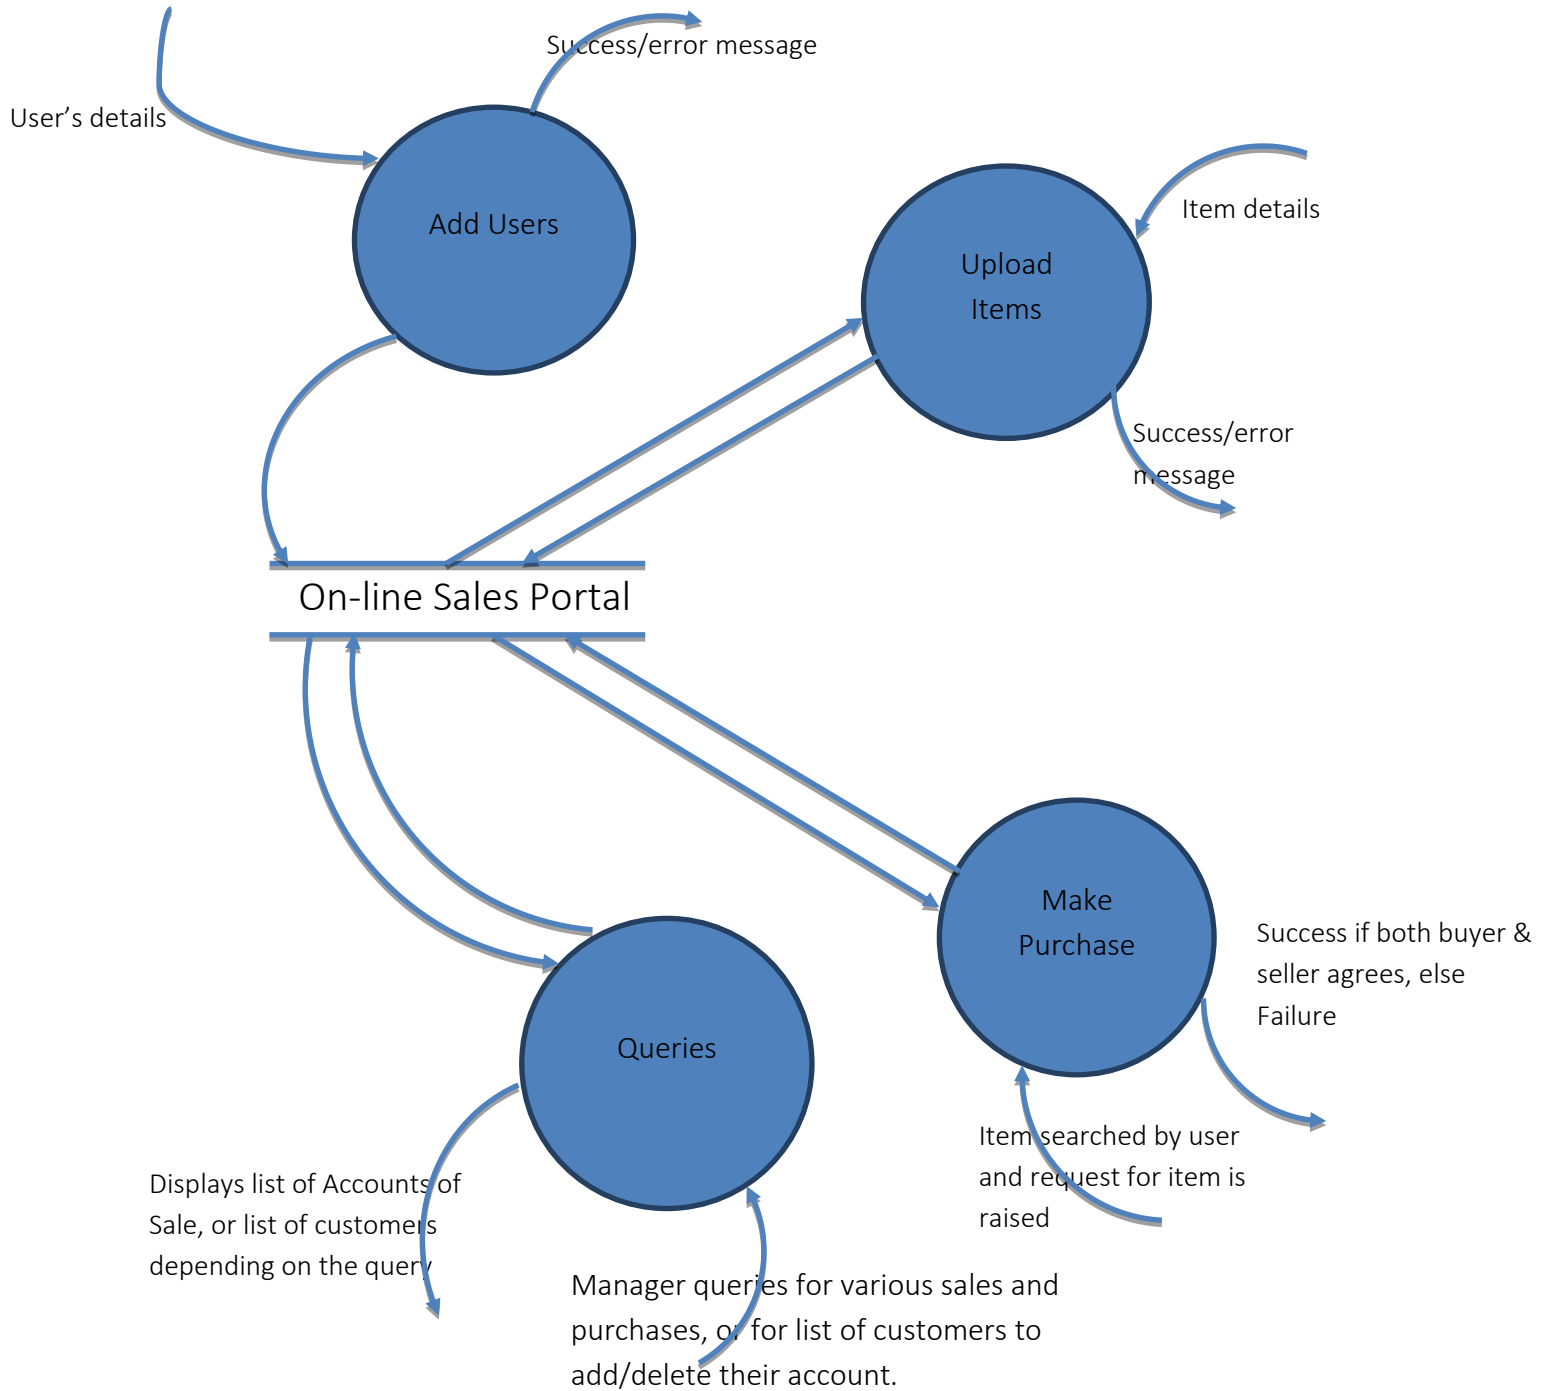 Success/error message
User’s details
Add Users
Item details
Upload
Items
Success/error
message
On-line Sales Portal
Make
Purchase
Success if both buyer &
seller agrees, else
Failure
Queries
Item searched by user
and request for item is
raised
Displays list of Accounts of
Sale, or list of customers
depending on the query
Manager queries for various sales and
purchases, or for list of customers to
add/delete their account.